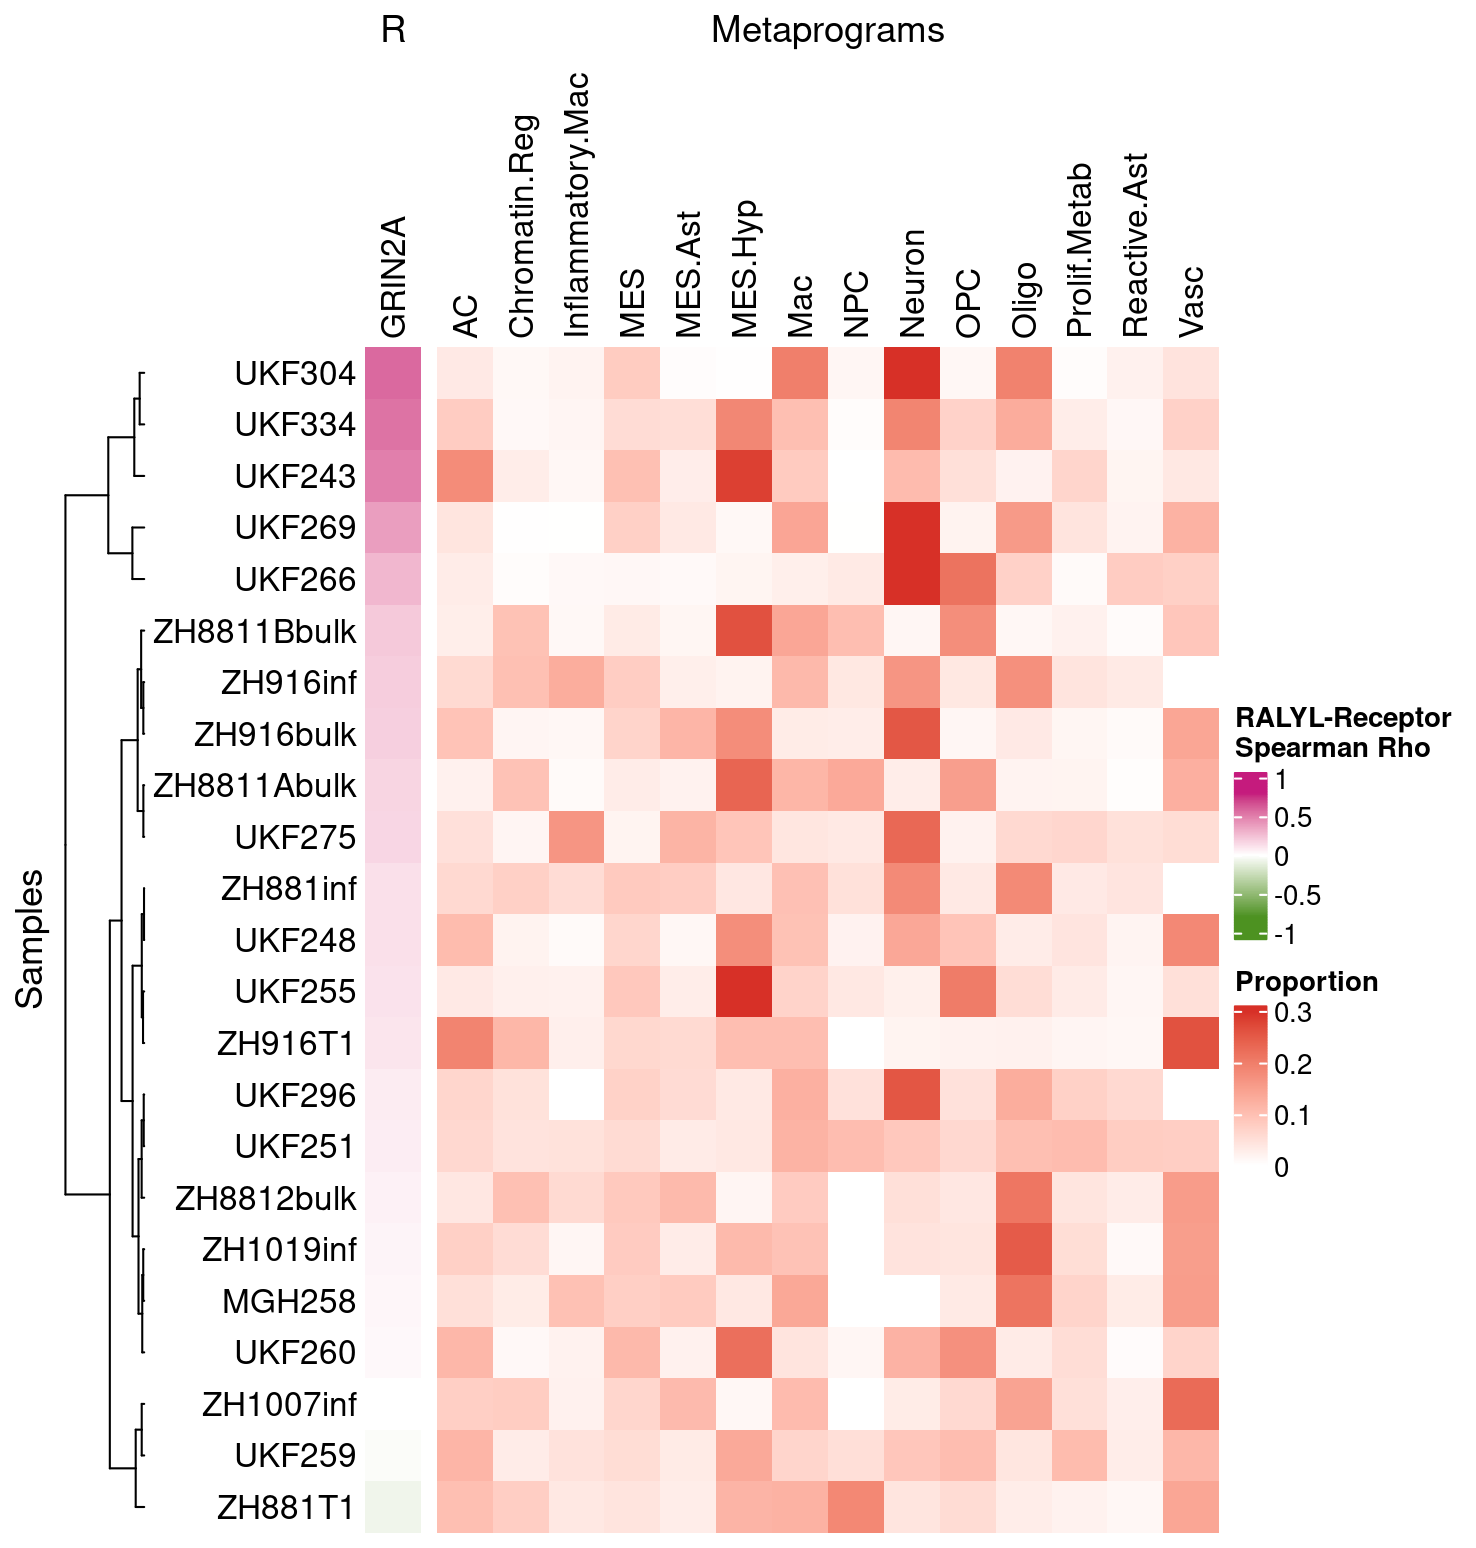 R
Metaprograms
GRIN2A
AC
Chromatin.Reg
Inflammatory.Mac
MES
MES.Ast
MES.Hyp
Mac
NPC
Neuron
OPC
Oligo
Prolif.Metab
Reactive.Ast
Vasc
Samples
UKF304
UKF334
UKF243
UKF269
UKF266
ZH8811Bbulk
ZH916inf
ZH916bulk
ZH8811Abulk
UKF275
ZH881inf
UKF248
UKF255
ZH916T1
UKF296
UKF251
ZH8812bulk
ZH1019inf
MGH258
UKF260
ZH1007inf
UKF259
ZH881T1
RALYL-Receptor
Spearman Rho
1
0.5
0
-0.5
-1
Proportion
0.3
0.2
0.1
0